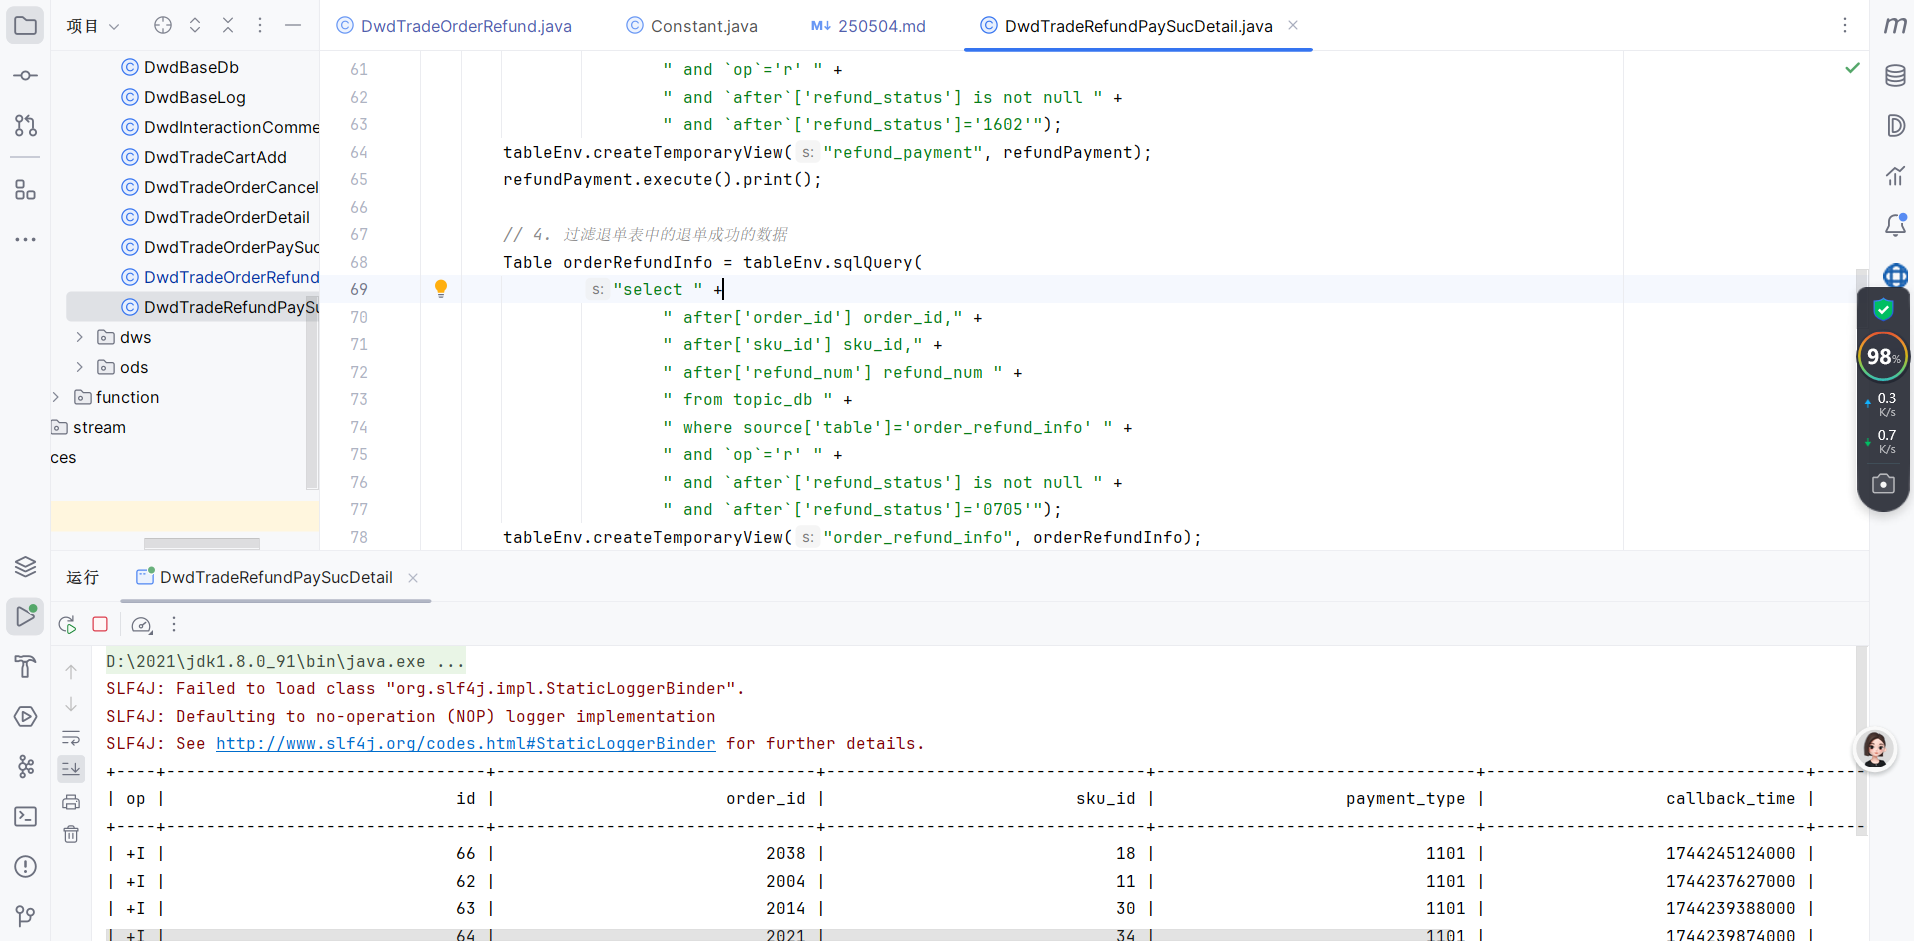 项目
DwdTradeOrderRefund.java
Constant.java
M↓ 250504.md
DwdTradeRefundPaySucDetail.java
DwdBaseDb
DwdBaseLog
DwdInteractionComme
DwdTradeCartAdd
DwdTradeOrderCancel
DwdTradeOrderDetail
DwdTradeOrderPaySuc
DwdTradeOrderRefund
DwdTradeRefundPaySu
dws
ods
function
stream
ces
61 " and `op`='r' " +
62 " and `after`['refund_status'] is not null " +
63 " and `after`['refund_status']='1602'");
64 tableEnv.createTemporaryView( s: "refund_payment", refundPayment);
65 refundPayment.execute().print();
66
67 // 4. 过滤退单表中的退单成功的数据
68 Table orderRefundInfo = tableEnv.sqlQuery(
69 s: "select " +
70 " after['order_id'] order_id," +
71 " after['sku_id'] sku_id," +
72 " after['refund_num'] refund_num " +
73 " from topic_db " +
74 " where source['table']='order_refund_info' " +
75 " and `op`='r' " +
76 " and `after`['refund_status'] is not null " +
77 " and `after`['refund_status']='0705'");
78 tableEnv.createTemporaryView( s: "order_refund_info", orderRefundInfo);
98%
0.3
K/s
0.7
K/s
运行
DwdTradeRefundPaySucDetail
D:\2021\jdk1.8.0_91\bin\java.exe ...
SLF4J: Failed to load class "org.slf4j.impl.StaticLoggerBinder".
SLF4J: Defaulting to no-operation (NOP) logger implementation
SLF4J: See http://www.slf4j.org/codes.html#StaticLoggerBinder for further details.
+----+--------------------------------+--------------------------------+--------------------------------+--------------------------------+--------------------------------+-----
| op | id | order_id | sku_id | payment_type | callback_time |
+----+--------------------------------+--------------------------------+--------------------------------+--------------------------------+--------------------------------+-----
| +I | 66 | 2038 | 18 | 1101 | 1744245124000 |
| +I | 62 | 2004 | 11 | 1101 | 1744237627000 |
| +I | 63 | 2014 | 30 | 1101 | 1744239388000 |
| +I | 64 | 2021 | 34 | 1101 | 1744239874000 |